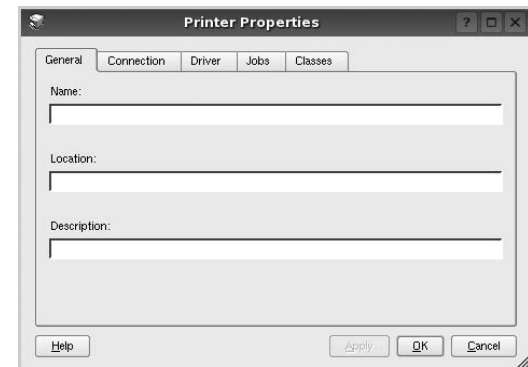 Printer Properties ?
General Connection Driver Jobs Classes
Name:
Location:
Description:
Help Apply OK Cancel